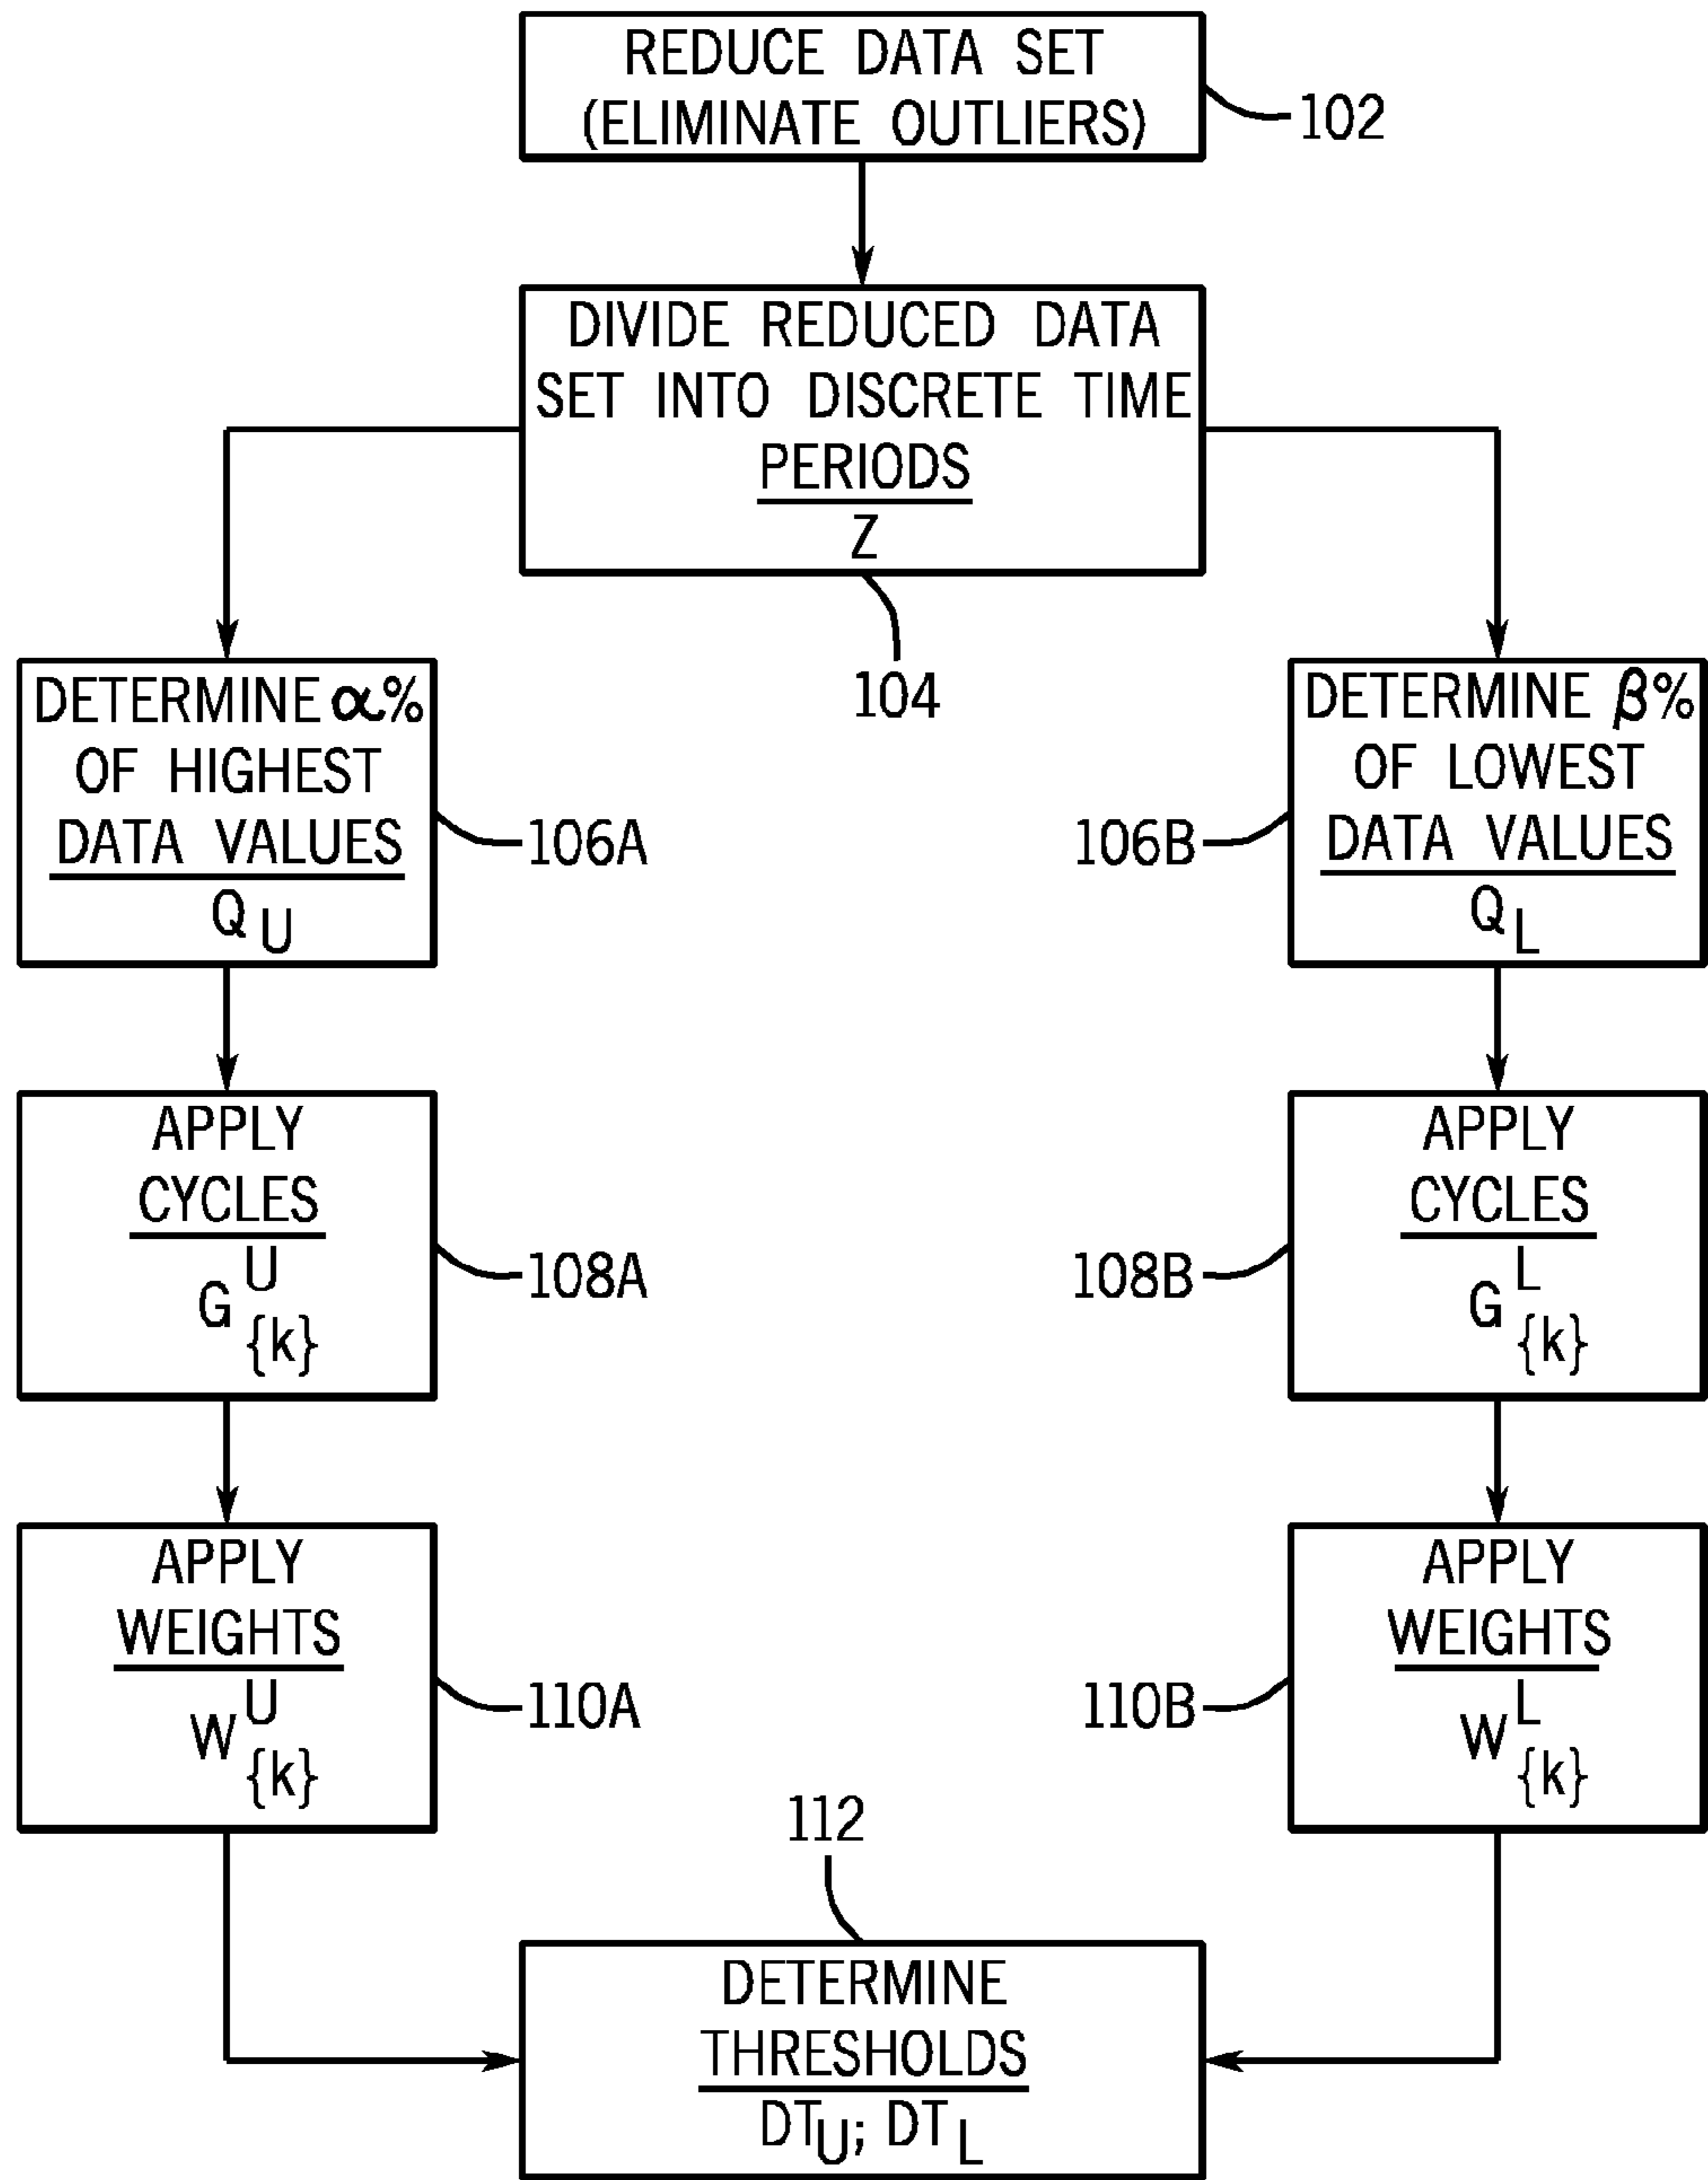 REDUCE DATA SET
(ELIMINATE OUTLIERS)
102
DIVIDE REDUCED DATA
SET INTO DISCRETE TIME
PERIODS
Z
104
DETERMINE α%
OF HIGHEST
DATA VALUES
Q U
106A
DETERMINE β%
OF LOWEST
DATA VALUES
Q L
106B
APPLY
CYCLES
G U {k}
108A
APPLY
CYCLES
G L {k}
108B
APPLY
WEIGHTS
W U {k}
110A
APPLY
WEIGHTS
W L {k}
110B
112
DETERMINE
THRESHOLDS
DT U; DT L